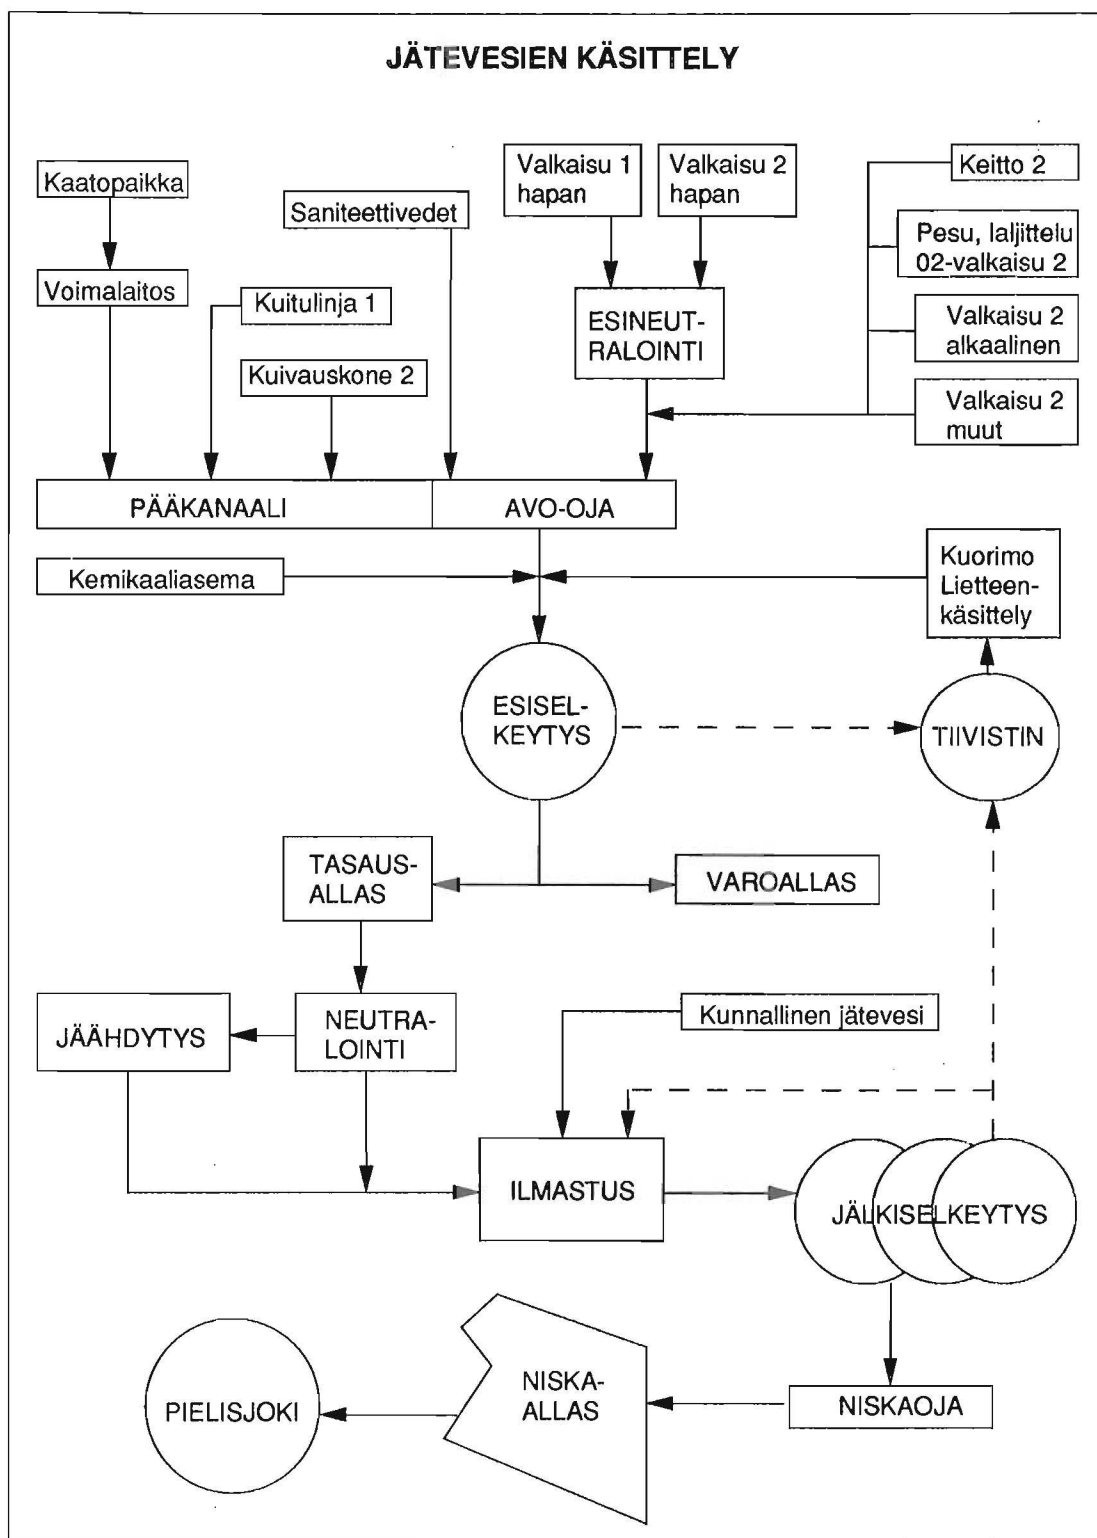 JÄTEVESIEN KÄSITTELY
Kaatopaikka
Saniteettivedet
Valkaisu 1
hapan
Valkaisu 2
hapan
Keitto 2
Pesu, laljittelu
02-valkaisu 2
Voimalaitos
Kuitulinja 1
ESINEUT-
RALOINTI
Valkaisu 2
alkaalinen
Kuivauskone 2
Valkaisu 2
muut
PÄÄKANAALI
AVO-OJA
Kemikaaliasema
Kuorimo
Lietteen-
käsittely
ESISEL-
KEYTYS
TIIVISTIN
TASAUS-
ALLAS
VAROALLAS
JÄÄHDYTYS
NEUTRA-
LOINTI
Kunnallinen jätevesi
ILMASTUS
JÄLKISELKEYTYS
PIELISJOKI
NISKA-
ALLAS
NISKAOJA